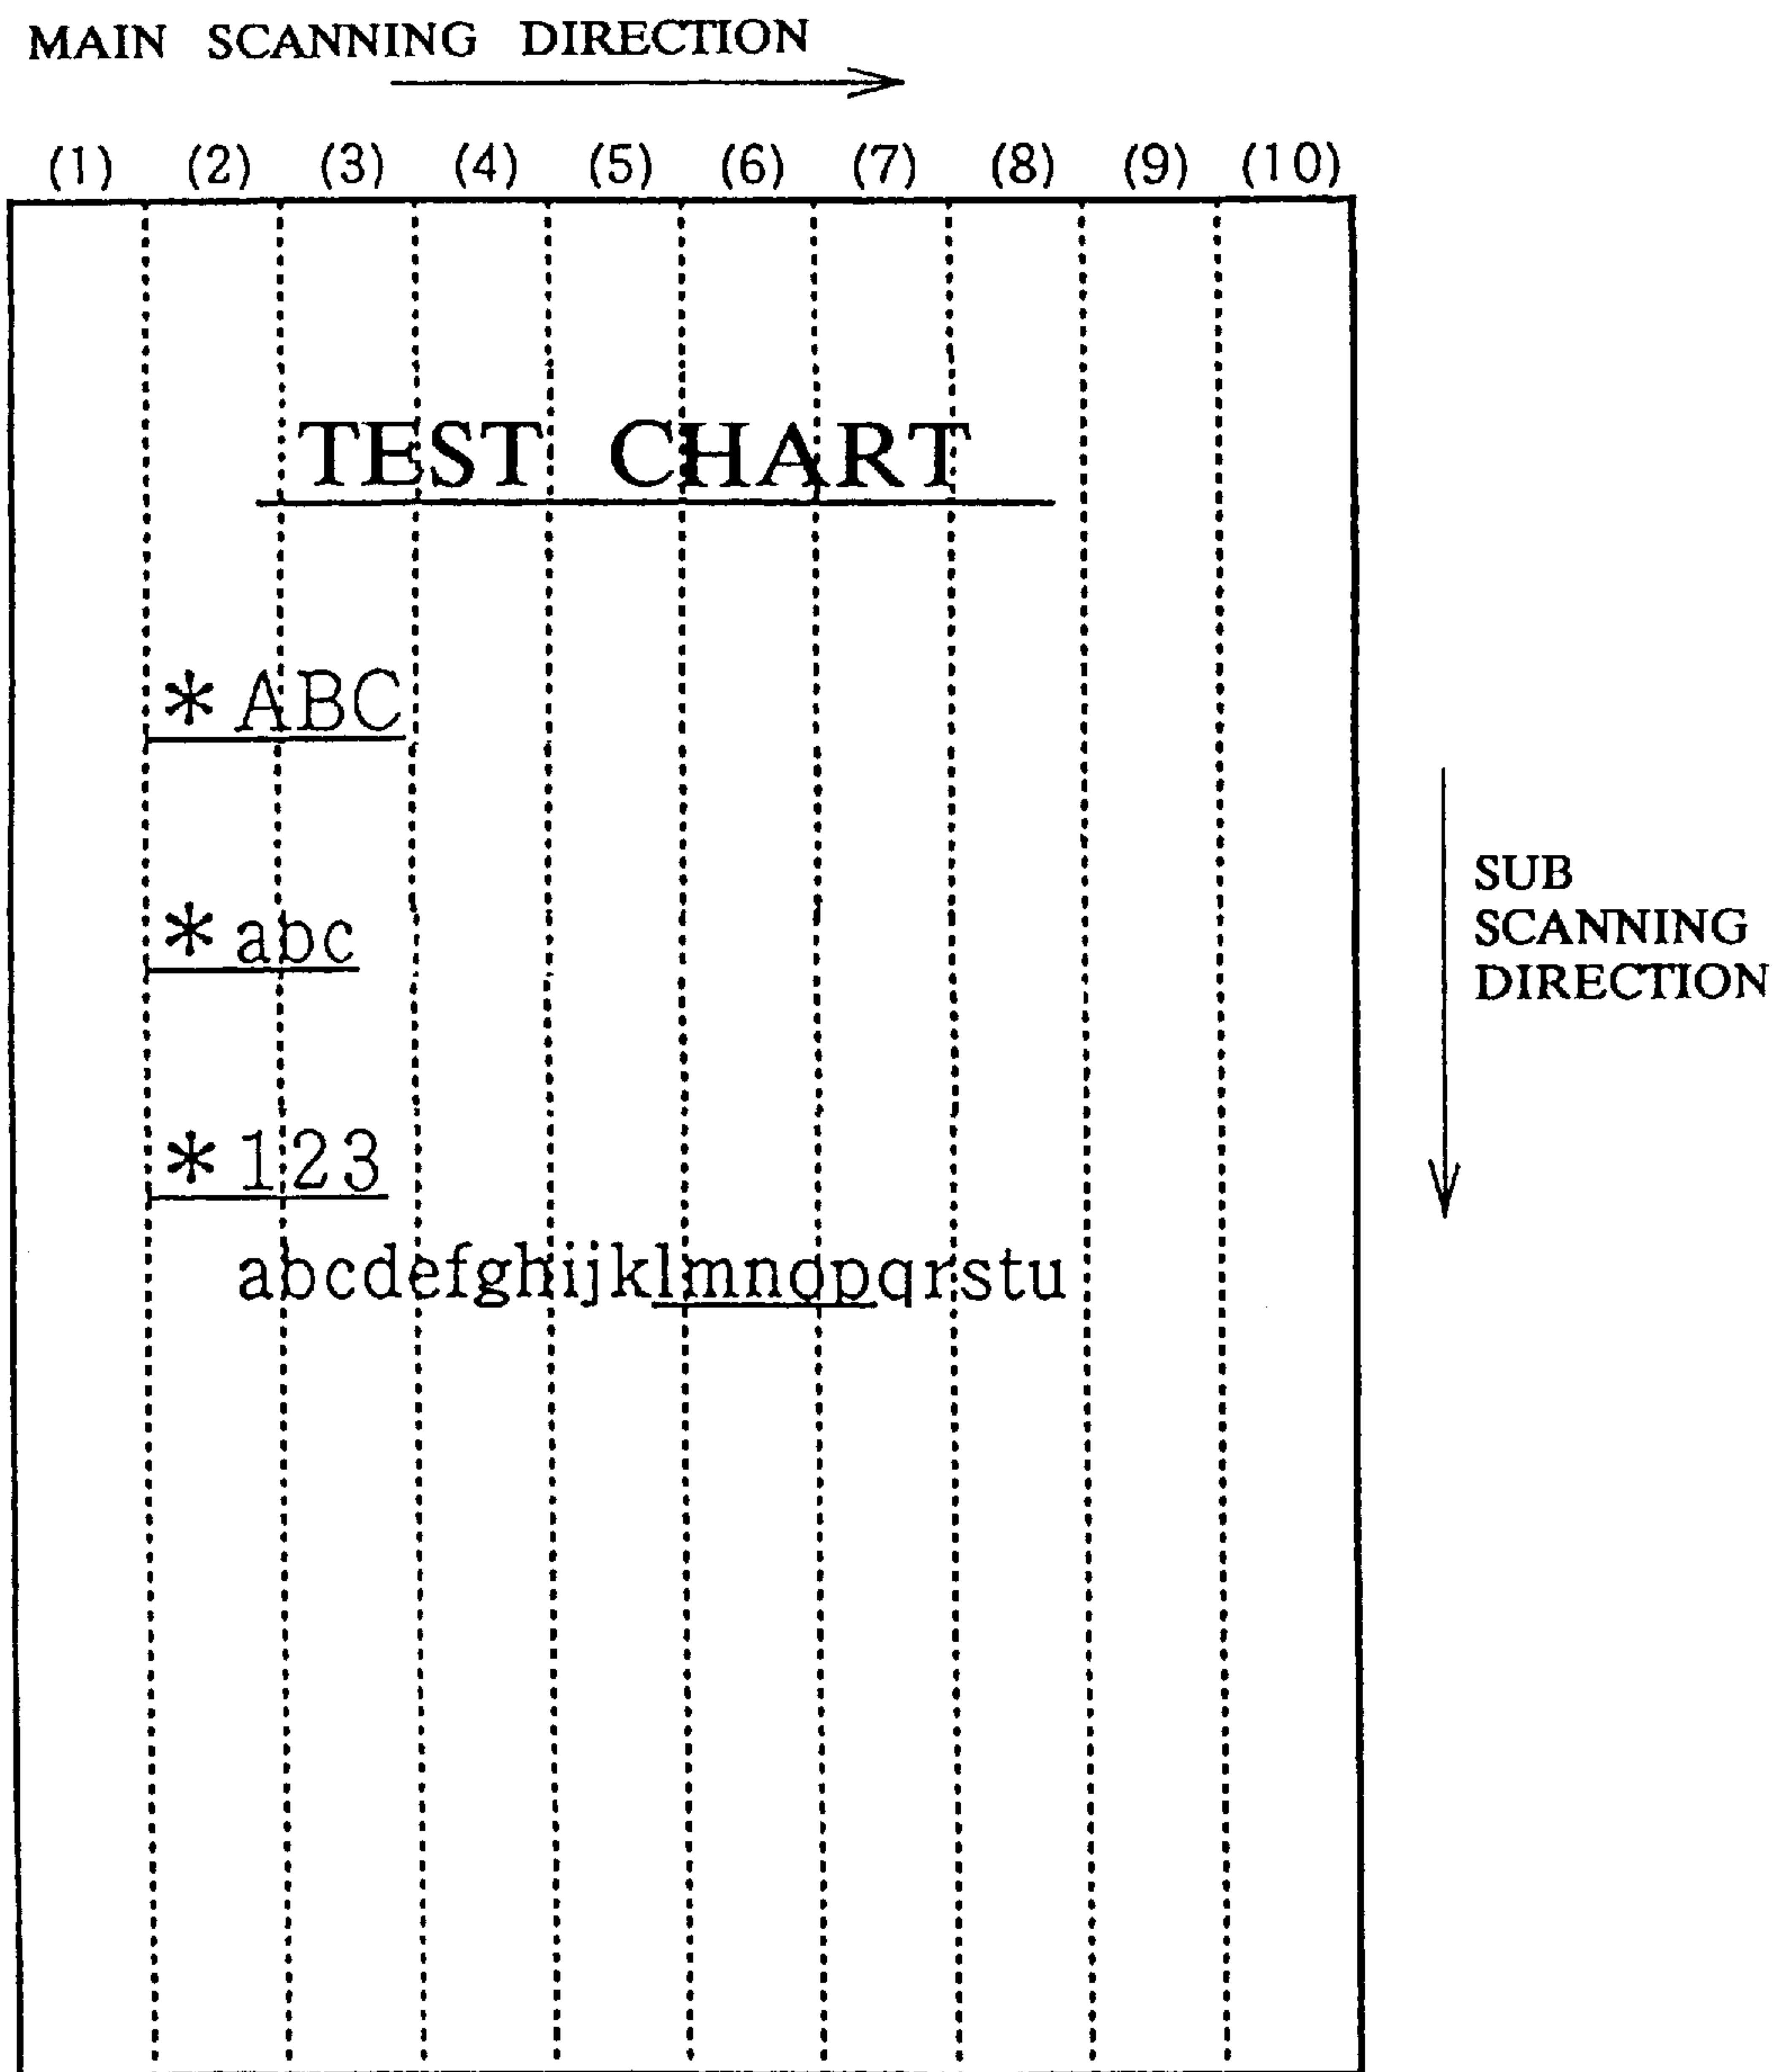 MAIN SCANNING DIRECTION
(1) (2) (3) (4) (5) (6) (7) (8) (9) (10)
TEST CHART
* ABC
* abc
* 123
abcdefghijklmnopqrstu
SUB
SCANNING
DIRECTION